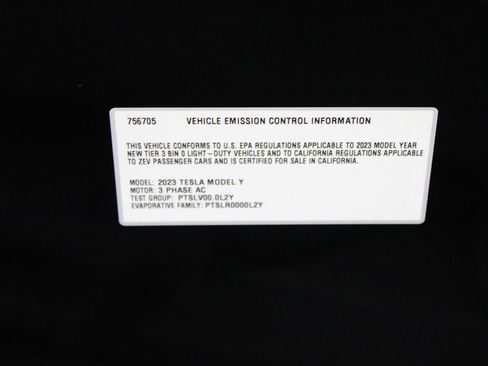 756705 VEHICLE EMISSION CONTROL INFORMATION
THIS VEHICLE CONFORMS TO U.S. EPA REGULATIONS APPLICABLE TO 2023 MODEL YEAR
NEW TIER 3 BIN 0 LIGHT-DUTY VEHICLES AND TO CALIFORNIA REGULATIONS APPLICABLE
TO ZEV PASSENGER CARS AND IS CERTIFIED FOR SALE IN CALIFORNIA.
MODEL: 2023 TESLA MODEL Y
MOTOR: 3 PHASE AC
TEST GROUP: PTSLV00.0L2Y
EVAPORATIVE FAMILY: PTSLR0000L2Y